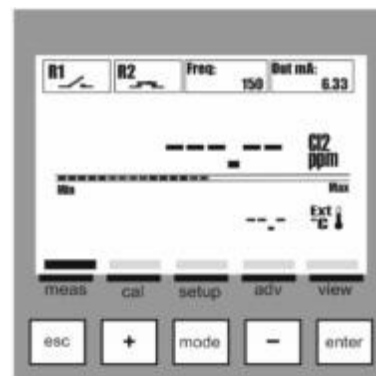 R1 R2 Freq: Out mA:
150 6.33
---.-- Cl2
ppm
Min Max
--.- Ext
°C
meas cal setup adv view
esc + mode - enter